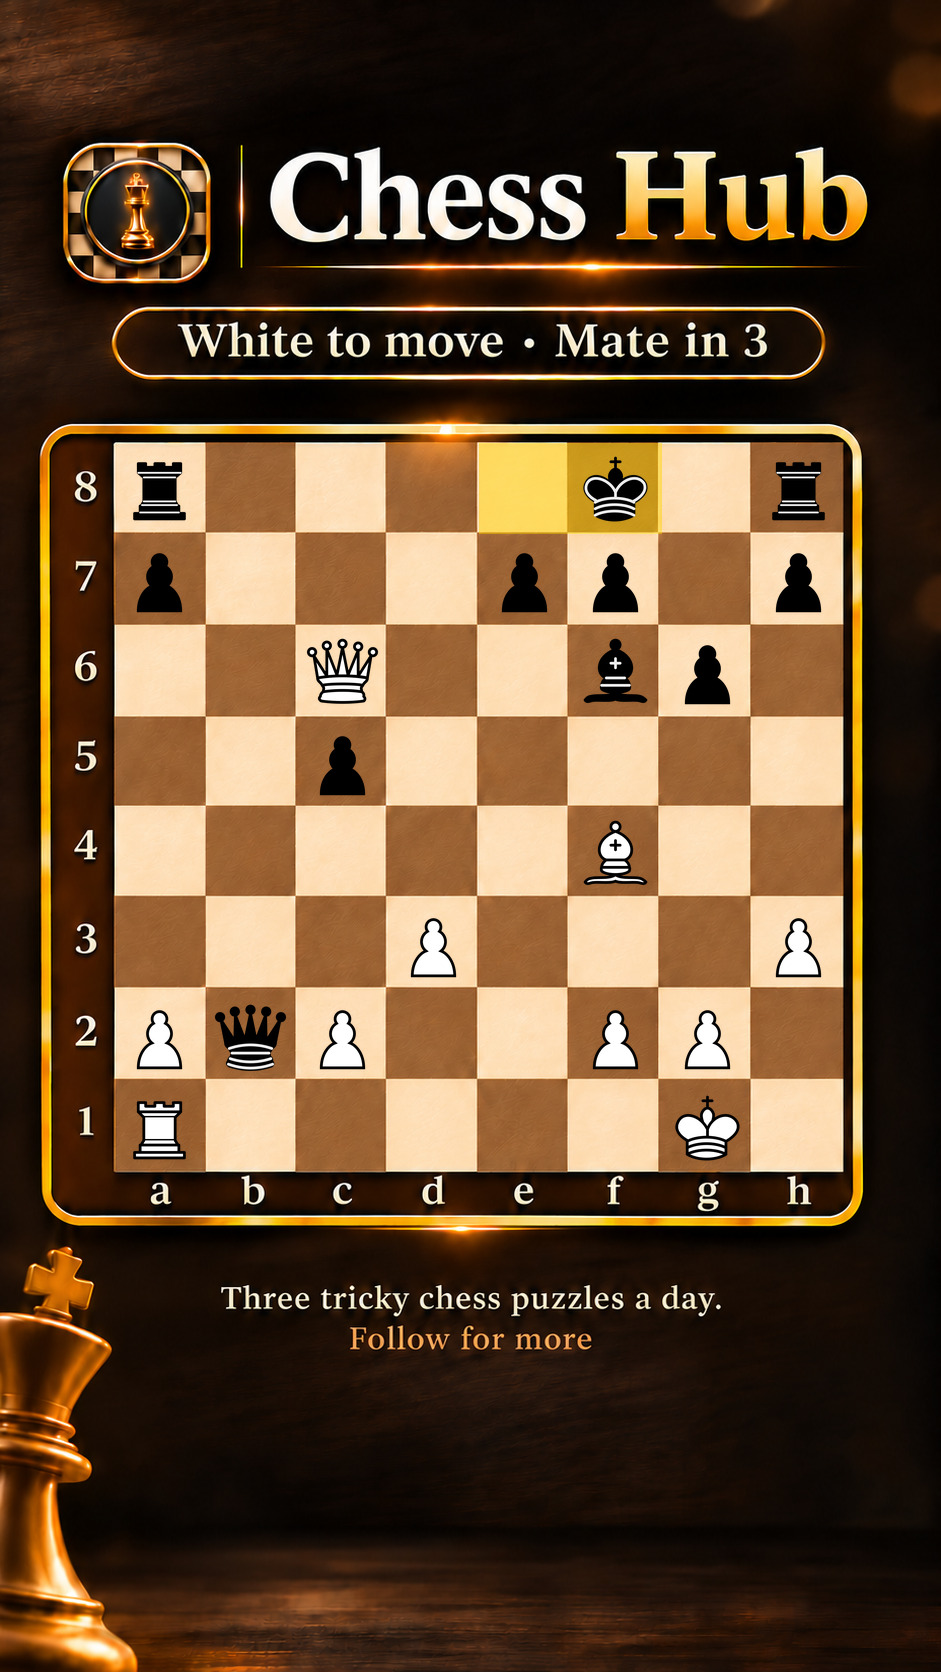 Chess Hub
White to move • Mate in 3
8
7
6
5
4
3
2
1
a b c d e f g h
Three tricky chess puzzles a day.
Follow for more